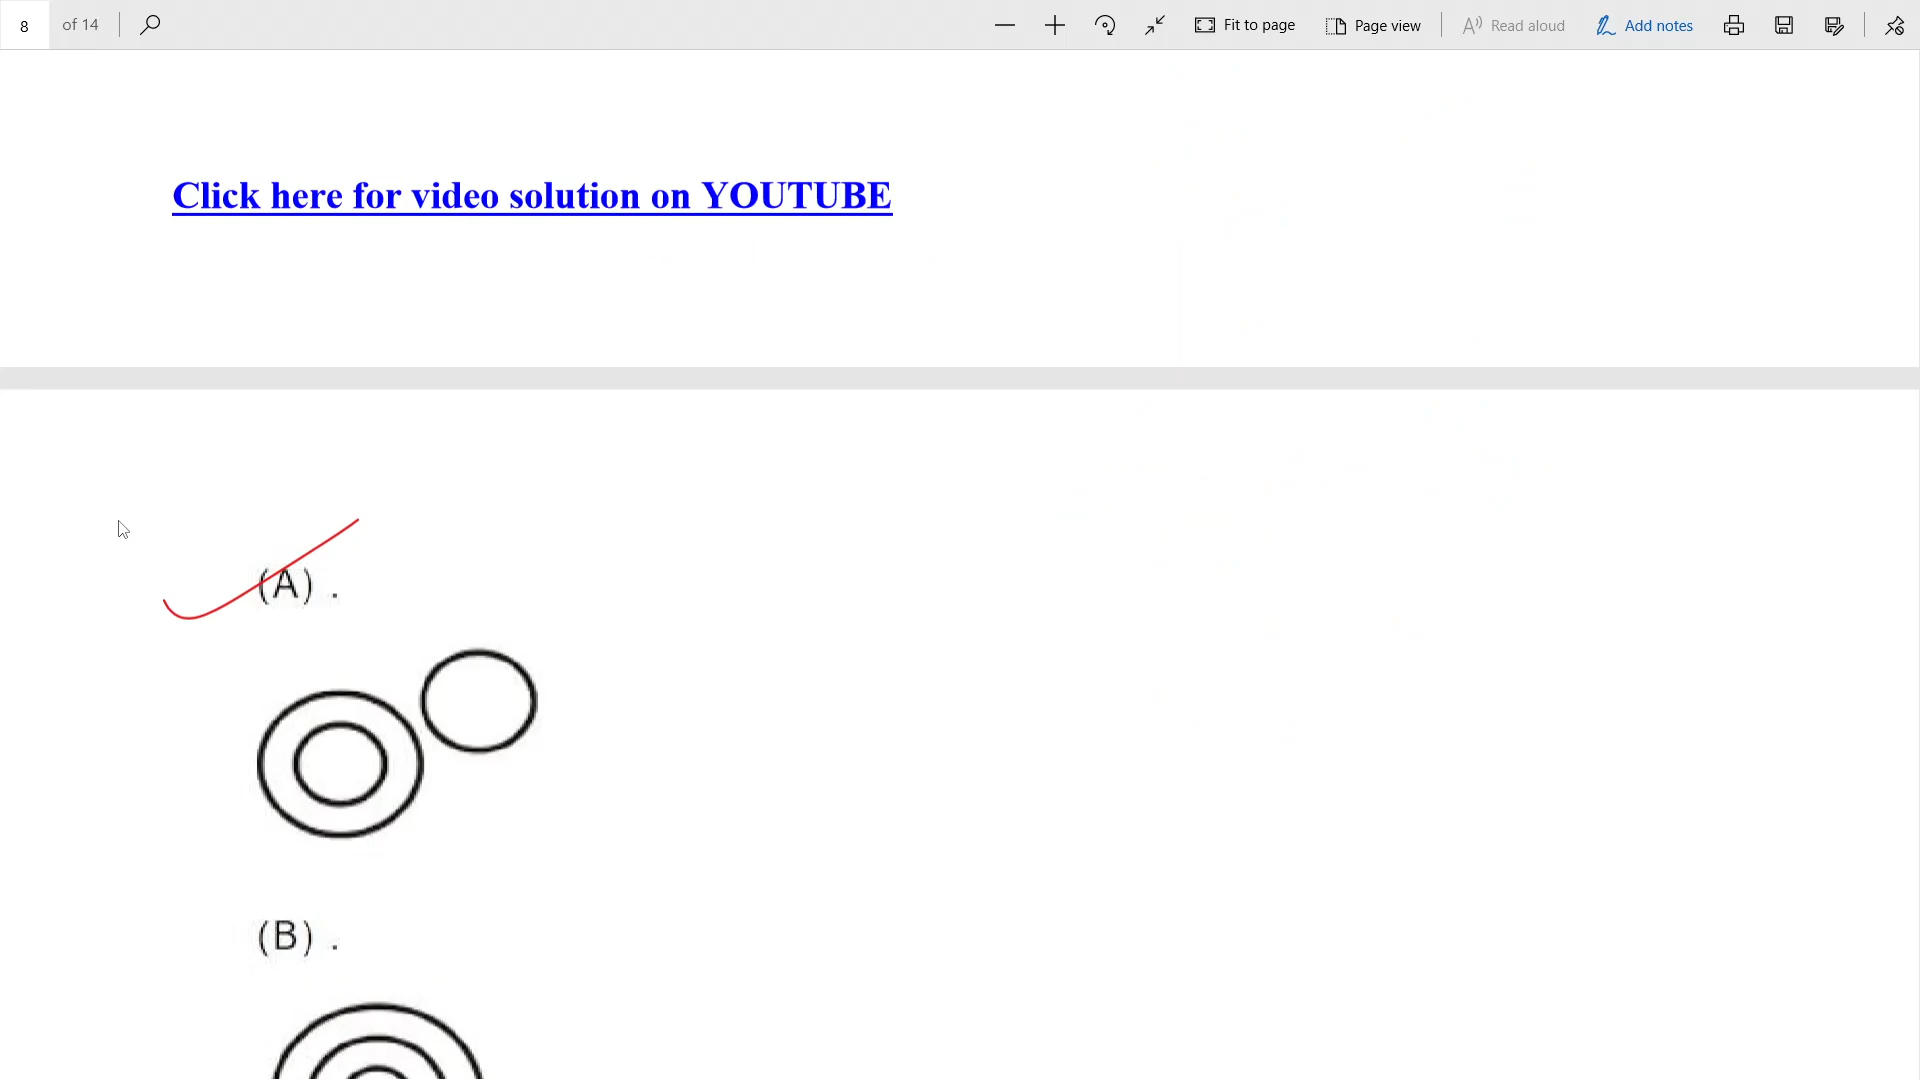 8 of 14 Fit to page Page view Read aloud Add notes
Click here for video solution on YOUTUBE
(A) .
(B) .